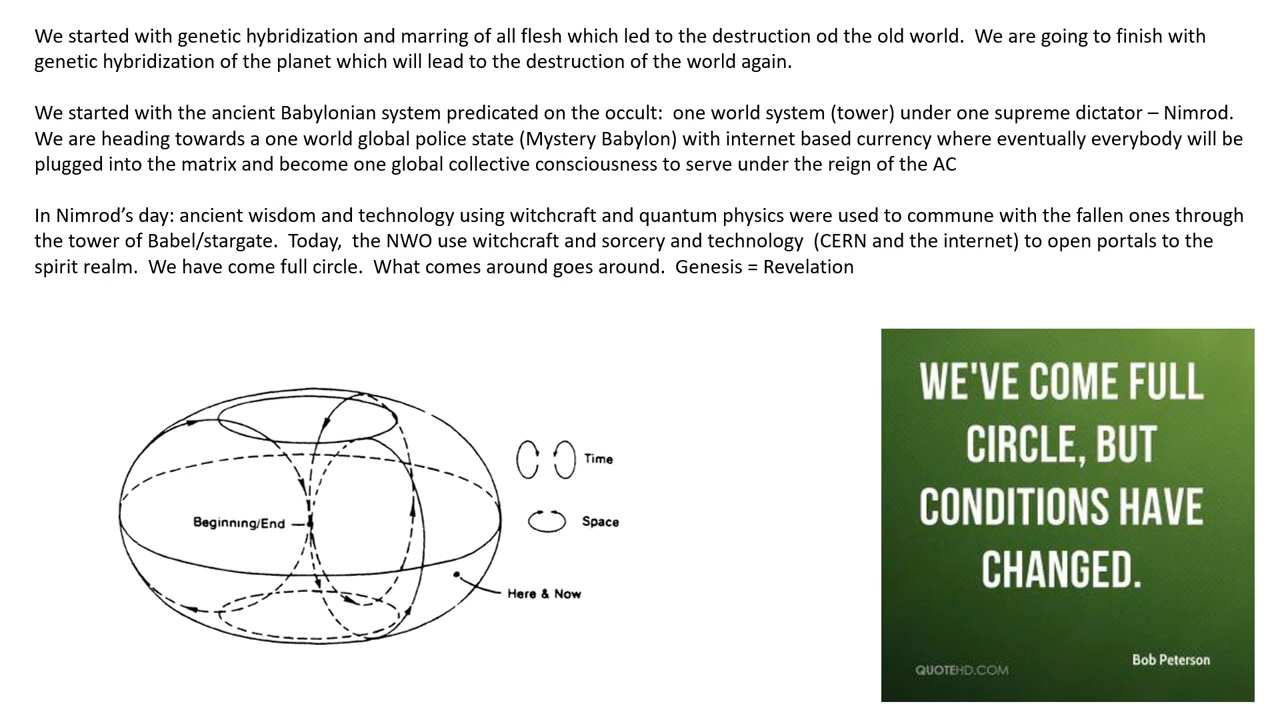 We started with genetic hybridization and marring of all flesh which led to the destruction od the old world.  We are going to finish with
genetic hybridization of the planet which will lead to the destruction of the world again.
We started with the ancient Babylonian system predicated on the occult:  one world system (tower) under one supreme dictator – Nimrod.
We are heading towards a one world global police state (Mystery Babylon) with internet based currency where eventually everybody will be
plugged into the matrix and become one global collective consciousness to serve under the reign of the AC
In Nimrod’s day: ancient wisdom and technology using witchcraft and quantum physics were used to commune with the fallen ones through
the tower of Babel/stargate.  Today,  the NWO use witchcraft and sorcery and technology  (CERN and the internet) to open portals to the
spirit realm.  We have come full circle.  What comes around goes around.  Genesis = Revelation
Time
Beginning/End
Space
Here & Now
WE'VE COME FULL
CIRCLE, BUT
CONDITIONS HAVE
CHANGED.
Bob Peterson
QUOTEHD.COM